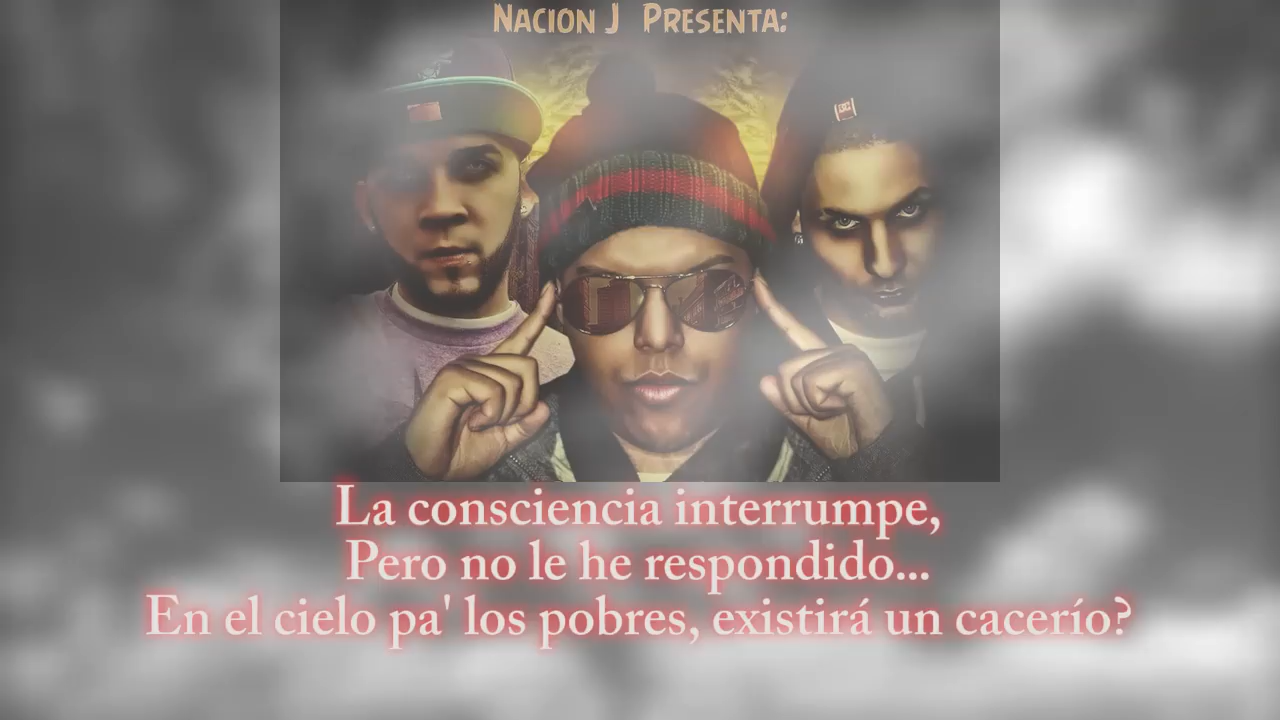 Nacion J Presenta:
La consciencia interrumpe,
Pero no le he respondido...
En el cielo pa' los pobres, existirá un cacerío?